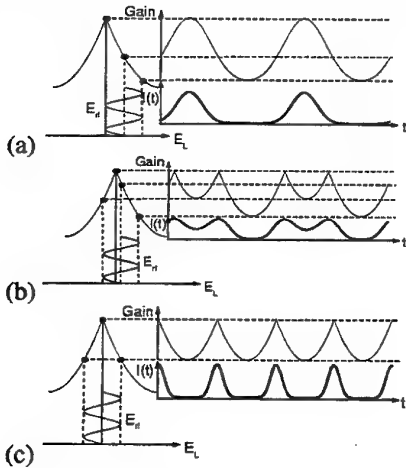 Gain
E_rf
I(t)
t
(a)
E_L
Gain
I(t)
E_rf
t
(b)
E_L
Gain
I(t)
E_rf
t
(c)
E_L